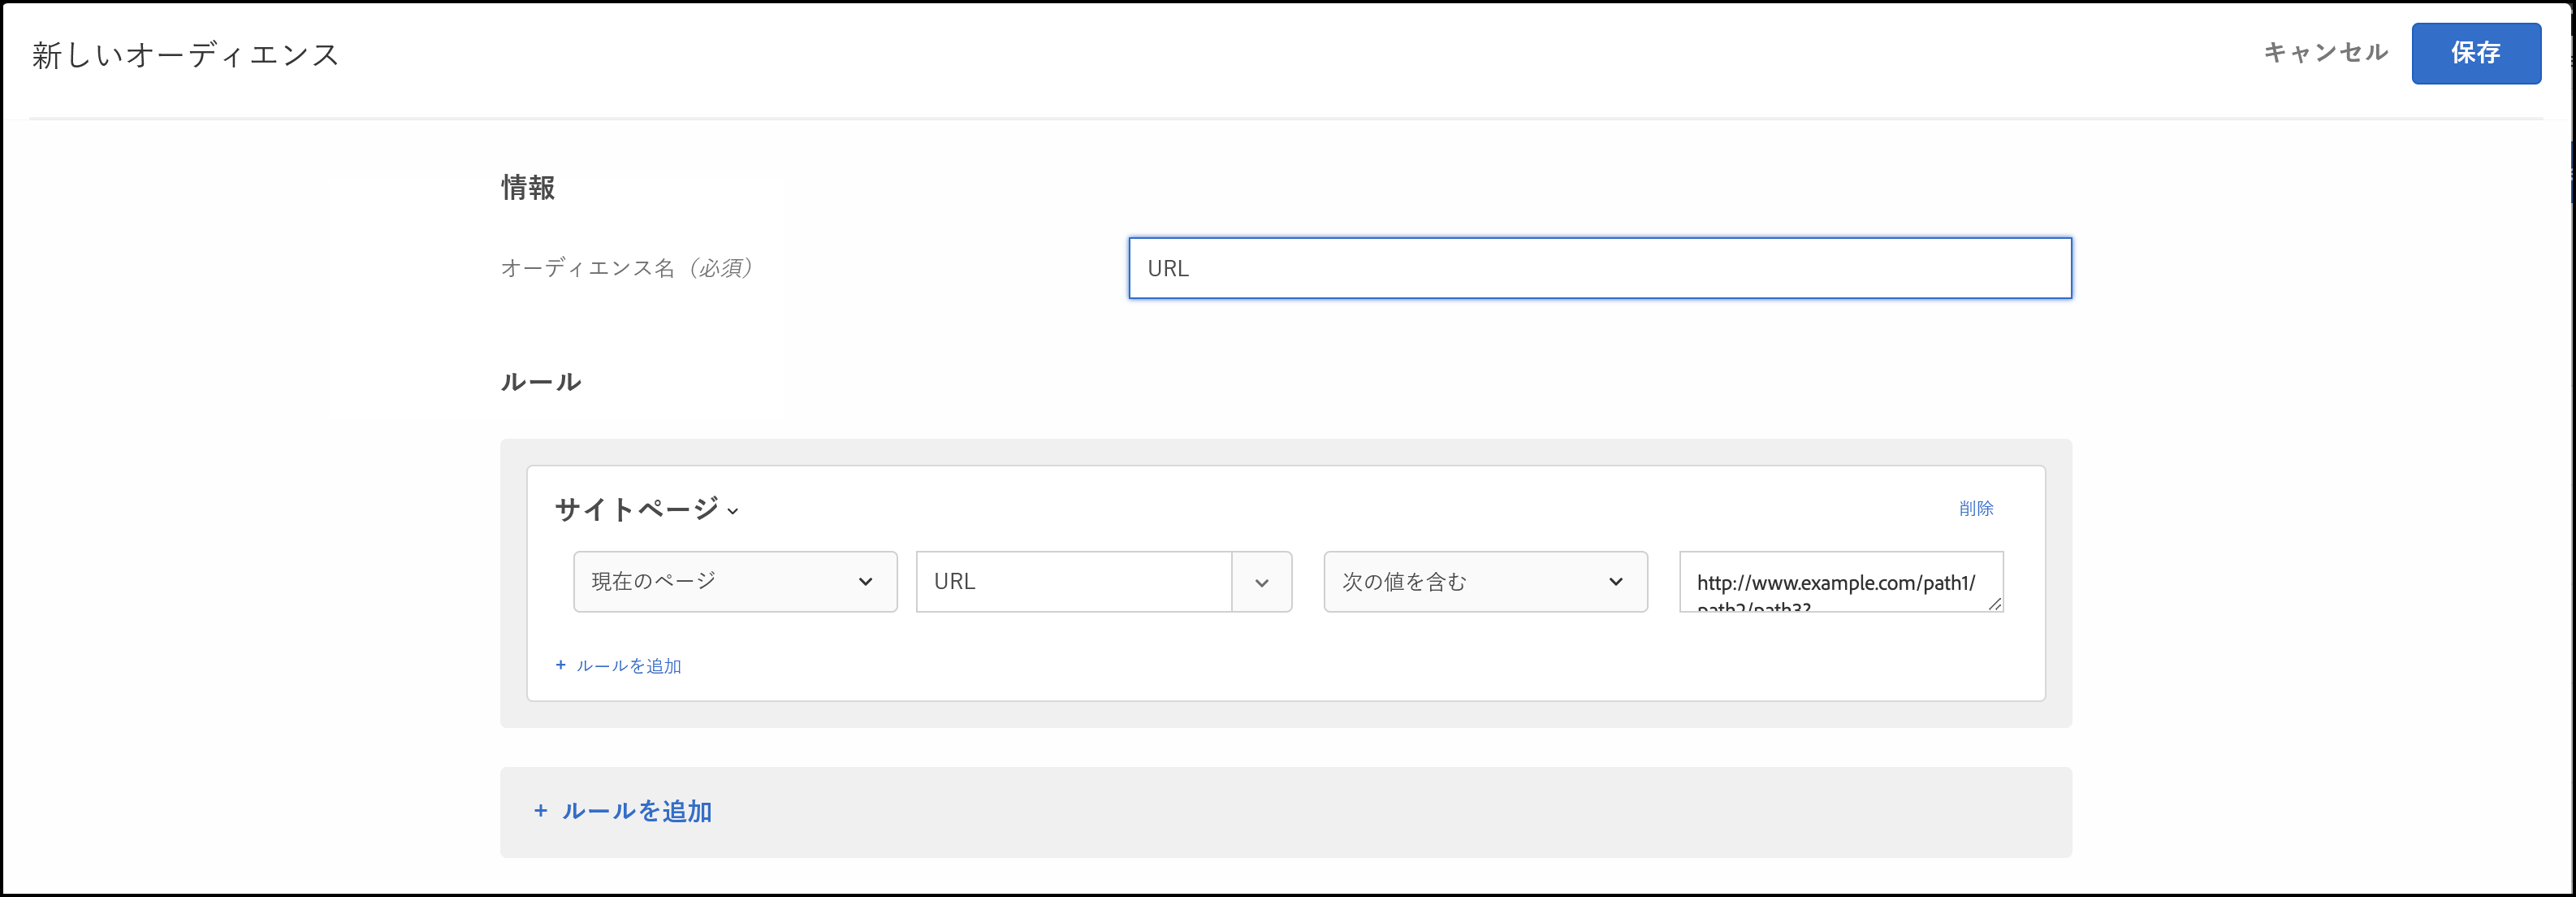 新しいオーディエンス
キャンセル
保存
情報
オーディエンス名（必須）
URL
ルール
サイトページ
削除
現在のページ
URL
次の値を含む
http://www.example.com/path1/
path2/path3?
+ ルールを追加
+ ルールを追加